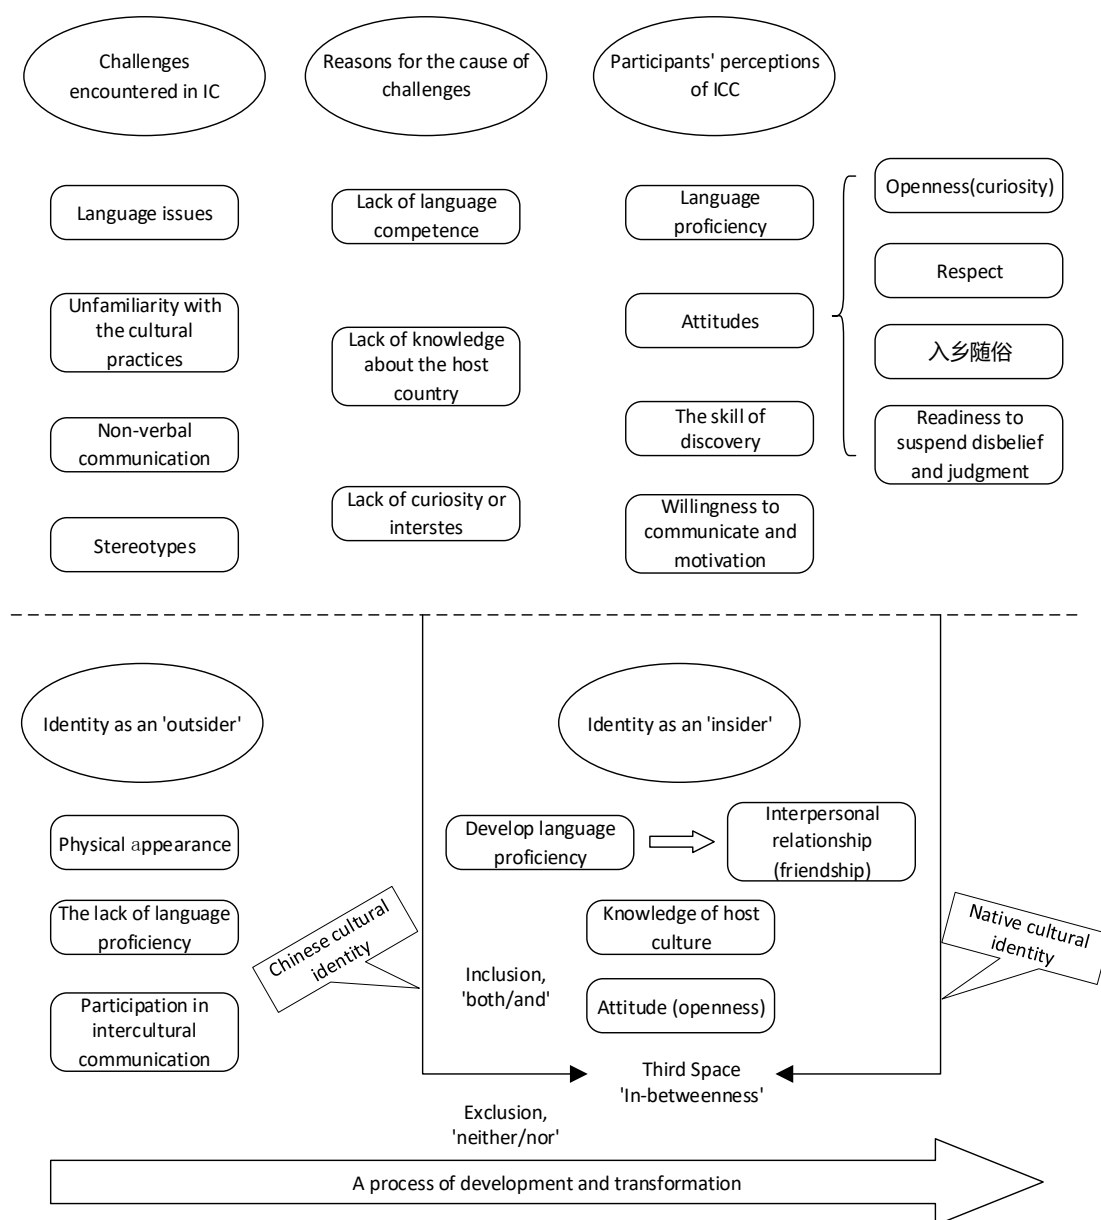 Challenges
encountered in IC
Reasons for the cause of
challenges
Participants' perceptions
of ICC
Language issues
Unfamiliarity with
the cultural
practices
Non-verbal
communication
Stereotypes
Lack of language
competence
Lack of knowledge
about the host
country
Lack of curiosity or
interstes
Language
proficiency
Attitudes
The skill of
discovery
Willingness to
communicate and
motivation
Openness(curiosity)
Respect
入乡随俗
Readiness to
suspend disbelief
and judgment
Identity as an 'outsider'
Physical appearance
The lack of language
proficiency
Participation in
intercultural
communication
Chinese cultural
identity
Identity as an 'insider'
Develop language
proficiency
Interpersonal
relationship
(friendship)
Knowledge of host
culture
Inclusion,
'both/and'
Attitude (openness)
Native cultural
identity
Third Space
'In-betweenness'
Exclusion,
'neither/nor'
A process of development and transformation